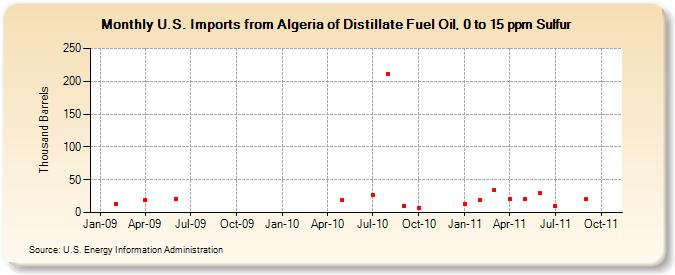 Monthly U.S. Imports from Algeria of Distillate Fuel Oil, 0 to 15 ppm Sulfur
Thousand Barrels
250
200
150
100
50
0
Jan-09 Apr-09 Jul-09 Oct-09 Jan-10 Apr-10 Jul-10 Oct-10 Jan-11 Apr-11 Jul-11 Oct-11
Source: U.S. Energy Information Administration